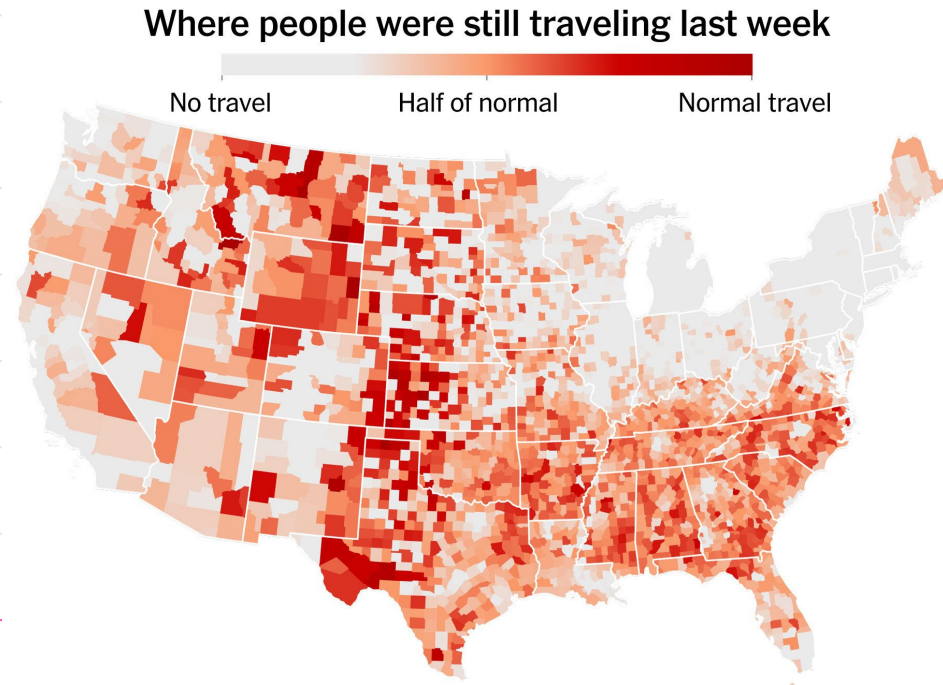 Where people were still traveling last week
No travel
Half of normal
Normal travel